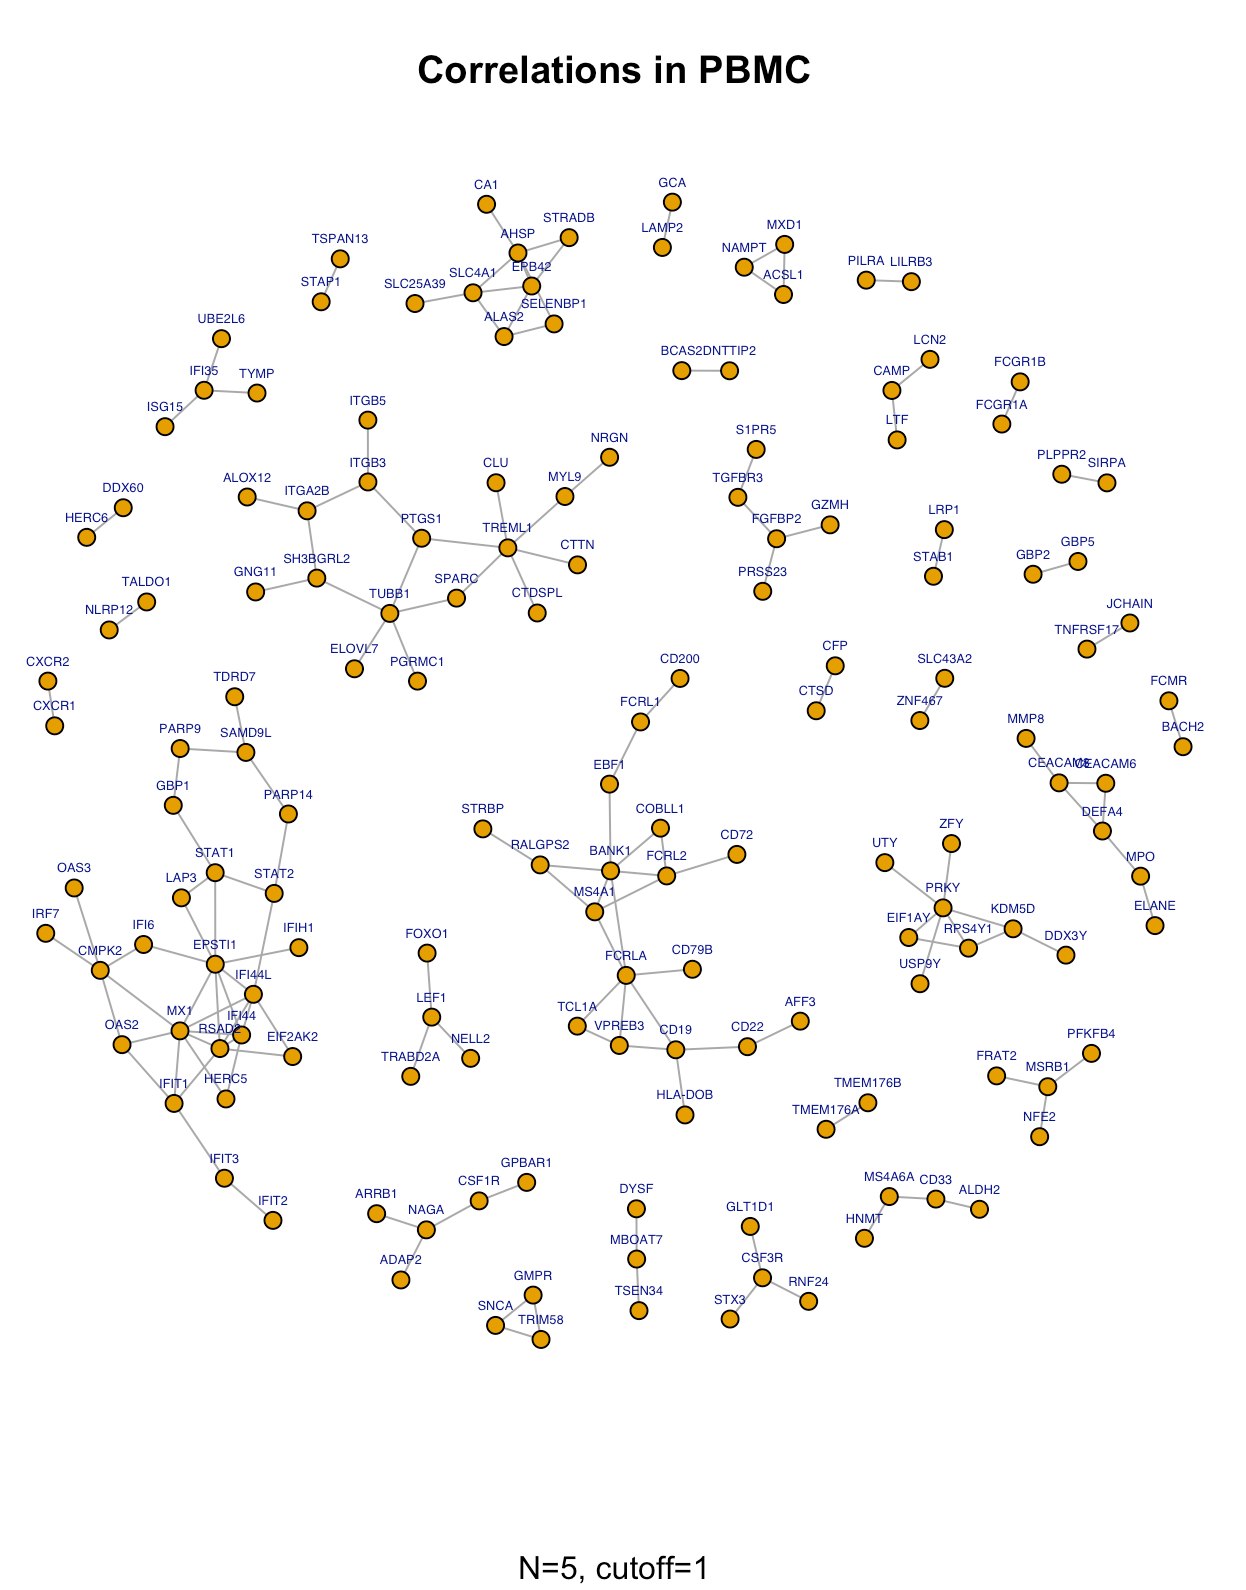 Correlations in PBMC
CA1
GCA
STRADB
MXD1
LAMP2
AHSP
TSPAN13
NAMPT
EPB42
PILRA
LILRB3
SLC4A1
ACSL1
STAP1
SLC25A39
SELENBP1
ALAS2
UBE2L6
LCN2
BCAS2
DNTTIP2
FCGR1B
IFI35
TYMP
CAMP
ISG15
ITGB5
FCGR1A
LTF
S1PR5
NRGN
PLPPR2
SIRPA
ITGB3
CLU
ALOX12
MYL9
TGFBR3
ITGA2B
DDX60
GZMH
LRP1
HERC6
PTGS1
FGFBP2
TREML1
GBP5
CTTN
STAB1
GBP2
SH3BGRL2
GNG11
PRSS23
SPARC
TALDO1
TUBB1
CTDSPL
JCHAIN
NLRP12
TNFRSF17
ELOVL7
CFP
CXCR2
PGRMC1
CD200
SLC43A2
TDRD7
FCMR
CTSD
FCRL1
ZNF467
CXCR1
MMP8
PARP9
SAMD9L
BACH2
EBF1
CEACAM6
GBP1
PARP14
STRBP
COBLL1
DEFA4
ZFY
CD72
RALGPS2
UTY
BANK1
STAT1
FCRL2
MPO
OAS3
STAT2
LAP3
MS4A1
PRKY
ELANE
IRF7
KDM5D
IFI6
IFIH1
EIF1AY
RPS4Y1
FOXO1
DDX3Y
CMPK2
EPSTI1
CD79B
FCRLA
USP9Y
IFI44L
LEF1
AFF3
TCL1A
MX1
IFI44
OAS2
RSAD2
VPREB3
CD19
CD22
EIF2AK2
NELL2
PFKFB4
TRABD2A
FRAT2
MSRB1
HERC5
IFIT1
TMEM176B
HLA-DOB
TMEM176A
NFE2
IFIT3
GPBAR1
CSF1R
MS4A6A
CD33
ALDH2
ARRB1
DYSF
IFIT2
NAGA
GLT1D1
HNMT
MBOAT7
ADAP2
CSF3R
GMPR
RNF24
TSEN34
SNCA
STX3
TRIM58
N=5, cutoff=1